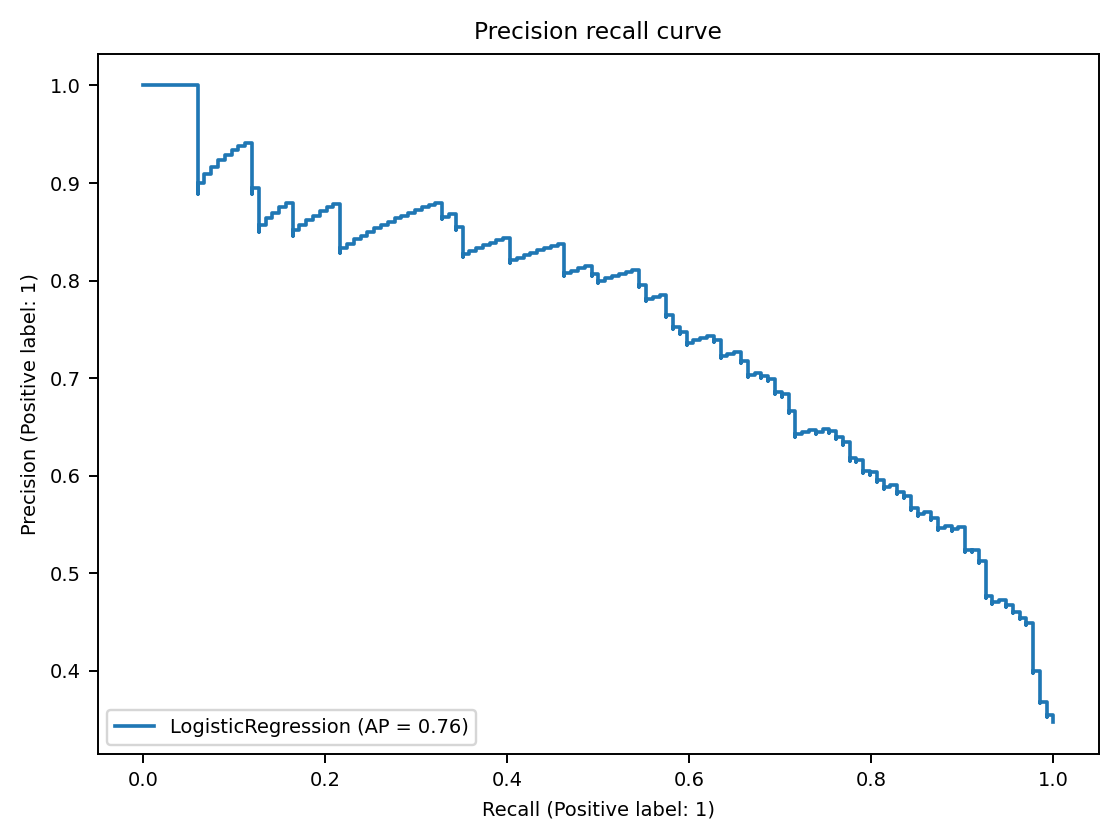 Precision recall curve
1.0
0.9
0.8
0.7
0.6
0.5
0.4
Precision (Positive label: 1)
LogisticRegression (AP = 0.76)
0.0 0.2 0.4 0.6 0.8 1.0
Recall (Positive label: 1)